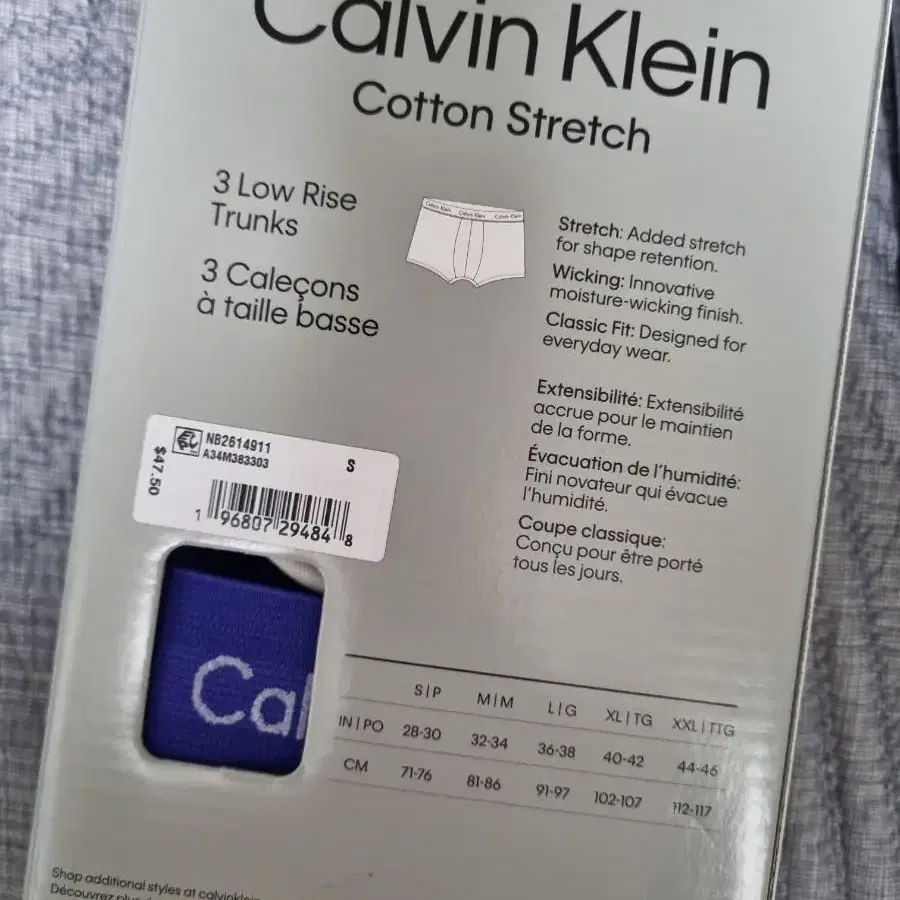 Calvin Klein
Cotton Stretch
3 Low Rise
Trunks
3 Caleçons
à taille basse
Calvin Klein Calvin Klein Calvin Klein
Stretch: Added stretch
for shape retention.
Wicking: Innovative
moisture-wicking finish.
Classic Fit: Designed for
everyday wear.
Extensibilité: Extensibilité
accrue pour le maintien
de la forme.
Évacuation de l'humidité:
Fini novateur qui évacue
l'humidité.
Coupe classique:
Conçu pour être porté
tous les jours.
NB2614911
A34M383303
S
$47.50
1 96807 29484 8
Cal
S|P M|M L|G XL|TG XXL|TTG
IN|PO 28-30 32-34 36-38 40-42 44-46
CM 71-76 81-86 91-97 102-107 112-117
Shop additional styles at calvinklein
Découvrez plus